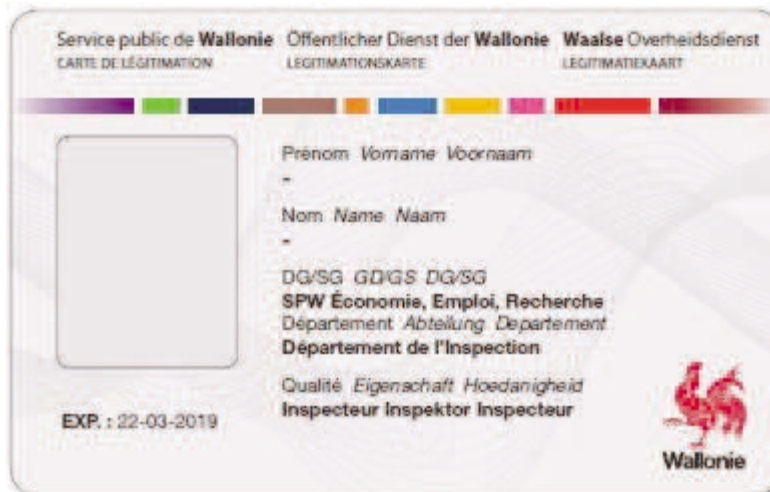 Service public de Wallonie Öffentlicher Dienst der Wallonie Waalse Overheidsdienst
CARTE DE LÉGITIMATION LEGITIMATIONSKARTE LEGITIMATIEKAART
Prénom Vorname Voornaam
-
Nom Name Naam
-
DG/SG GD/GS DG/SG
SPW Économie, Emploi, Recherche
Département Abteilung Departement
Département de l'Inspection
Qualité Eigenschaft Hoedanigheid
Inspecteur Inspektor Inspecteur
EXP. : 22-03-2019
Wallonie